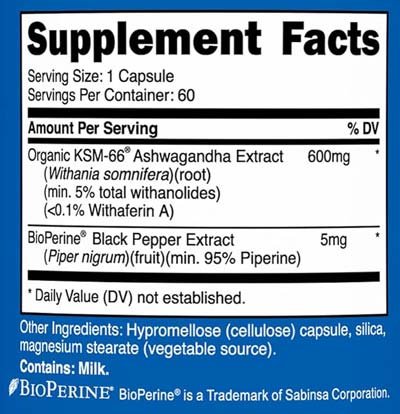 Supplement Facts
Serving Size: 1 Capsule
Servings Per Container: 60
Amount Per Serving % DV
Organic KSM-66® Ashwagandha Extract 600mg *
(Withania somnifera)(root)
(min. 5% total withanolides)
(<0.1% Withaferin A)
BioPerine® Black Pepper Extract 5mg *
(Piper nigrum)(fruit)(min. 95% Piperine)
* Daily Value (DV) not established.
Other Ingredients: Hypromellose (cellulose) capsule, silica,
magnesium stearate (vegetable source).
Contains: Milk.
BIOPERINE® BioPerine® is a Trademark of Sabinsa Corporation.